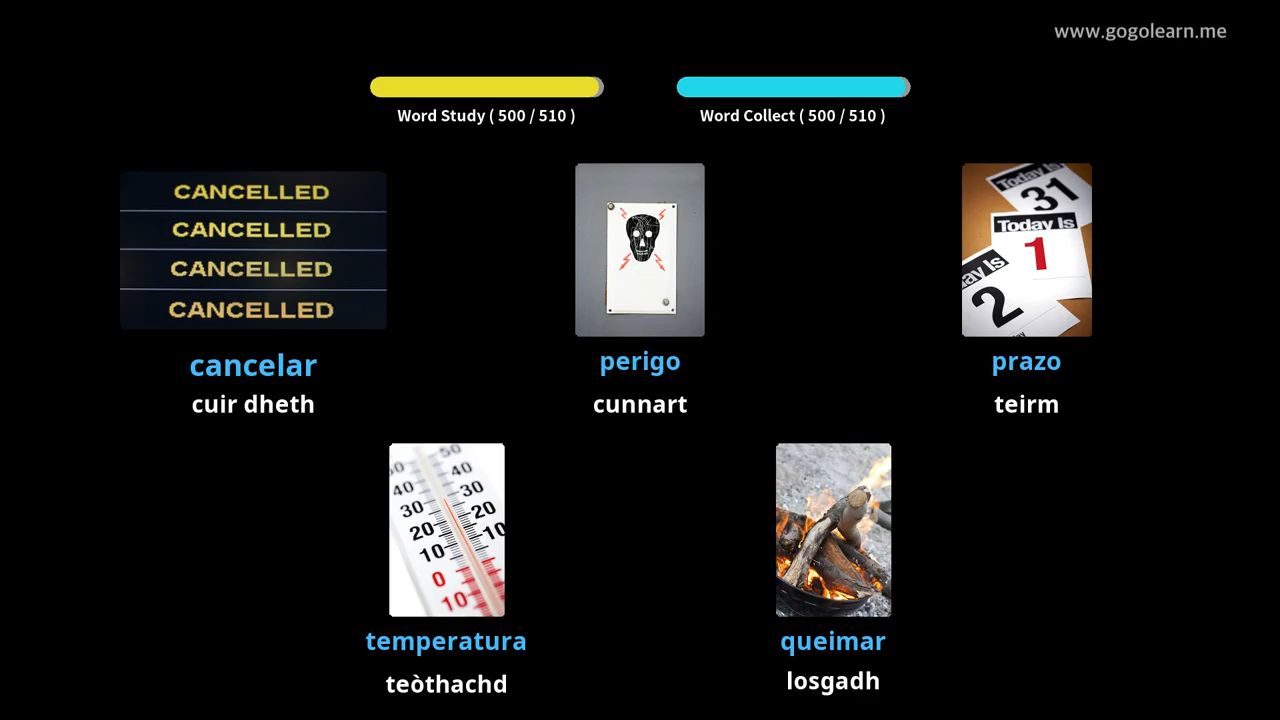 www.gogolearn.me
Word Study ( 500 / 510 )
Word Collect ( 500 / 510 )
CANCELLED
CANCELLED
CANCELLED
CANCELLED
Today Is
31
Today Is
1
ay Is
2
cancelar
cuir dheth
perigo
cunnart
prazo
teirm
50
40
40
30
30
20
20
10
10
0
10
temperatura
teòthachd
queimar
losgadh